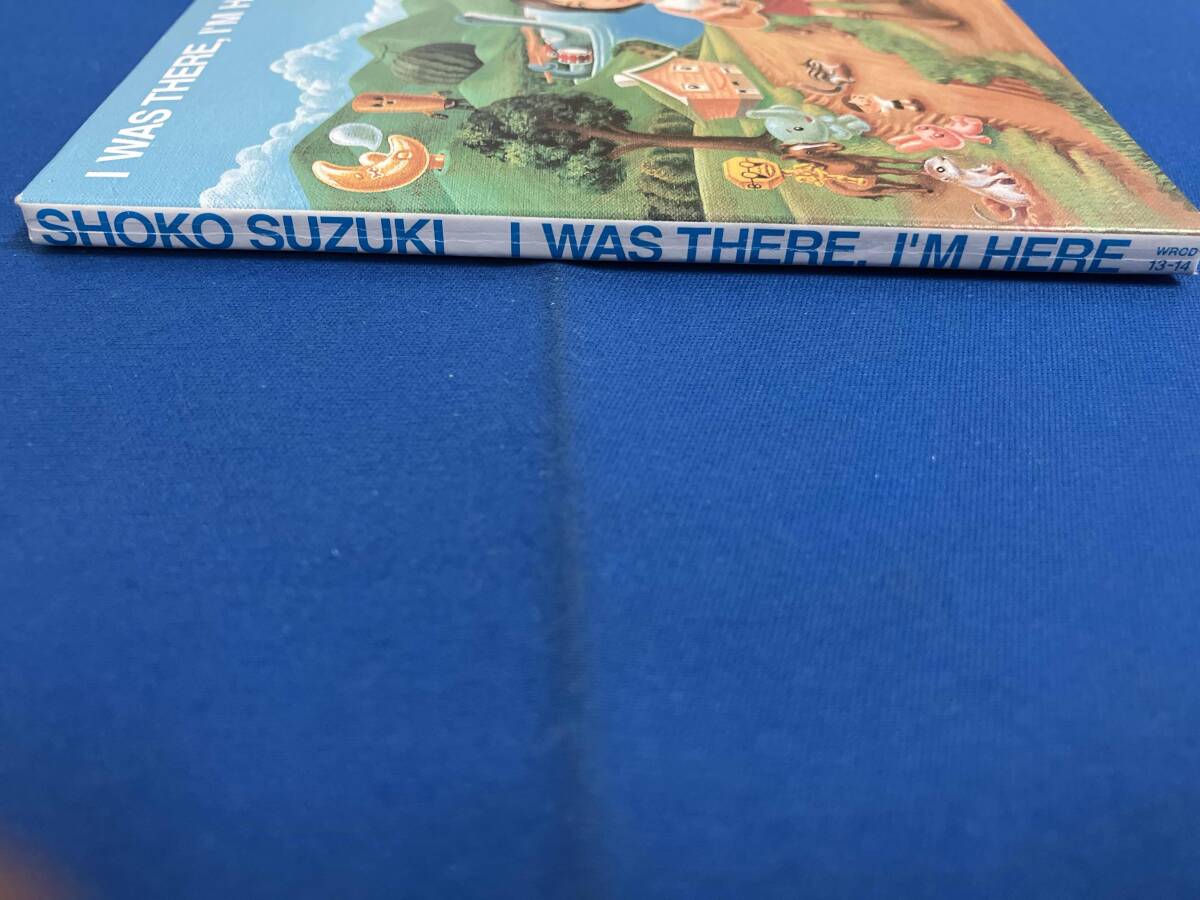 I WAS THERE, I'M H
SHOKO SUZUKI I WAS THERE, I'M HERE WRCD
13-14